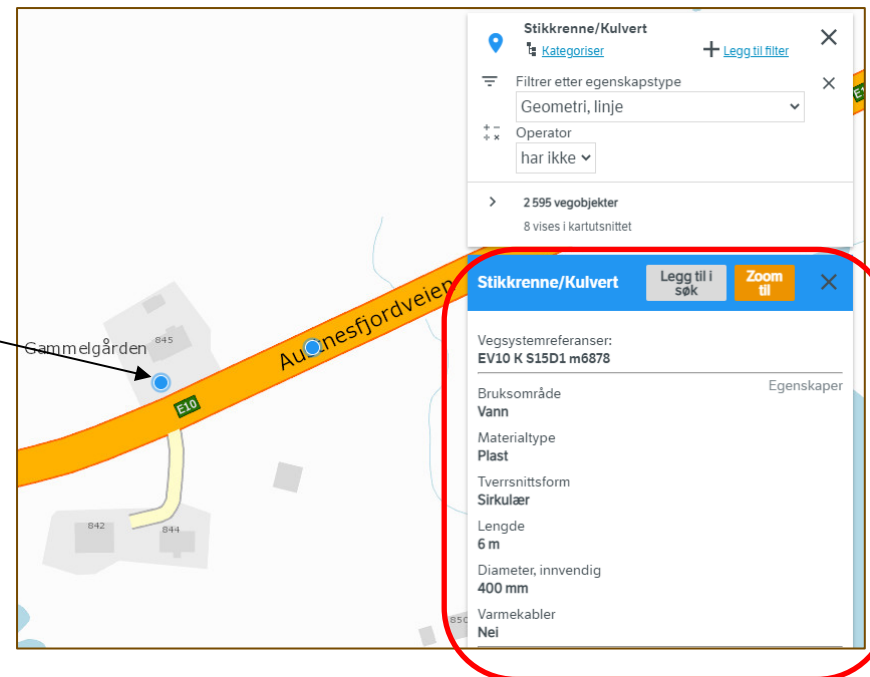 Stikkrenne/Kulvert
Kategoriser
Legg til filter
Filtrer etter egenskapstype
Geometri, linje
Operator
har ikke
2 595 vegobjekter
8 vises i kartutsnittet
Stikkrenne/Kulvert
Legg til i
søk
Zoom
til
Vegsystemreferanser:
EV10 K S15D1 m6878
Egenskaper
Bruksområde
Vann
Materialtype
Plast
Tverrsnittsform
Sirkulær
Lengde
6 m
Diameter, innvendig
400 mm
Varmekabler
Nei
Gammelgården
845
E10
842
844
850
E1